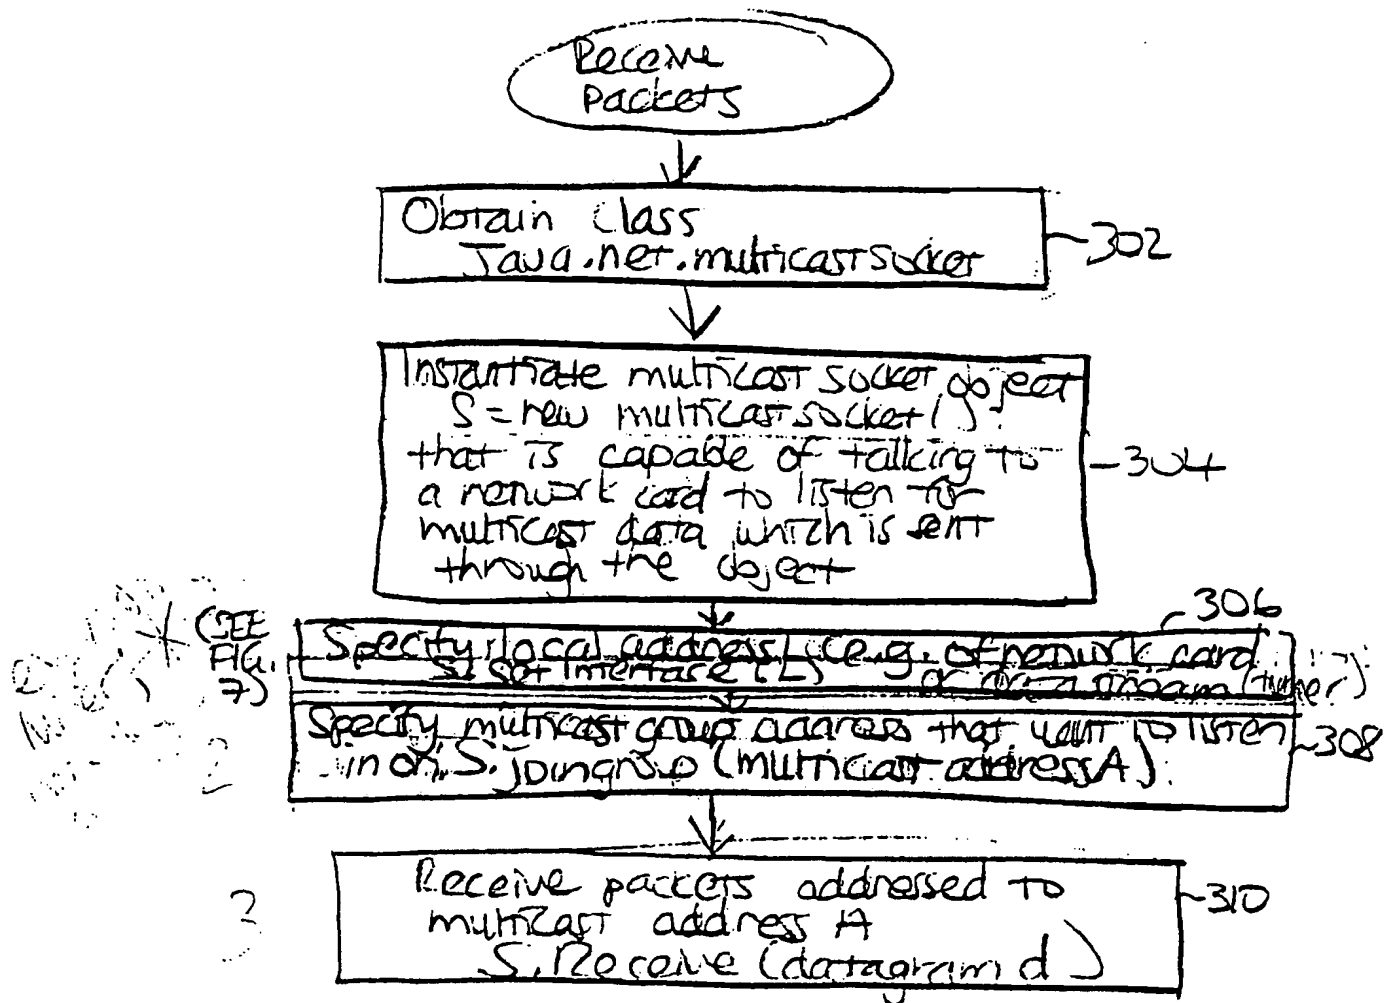 Receive
packets
Obtain Class
Java.net.multicastsocket
302
Instantiate multicast socket object
S = new multicastsocket();
that is capable of talking to
a network card to listen for
multicast data which is sent
through the object
304
306
(SEE
FIG.
7)
Specify local address L (e.g. of network card
S. Set Interface (L)
or (tuner)
Specify multicast group address that want to listen
in on. S. joingroup (multicast address A)
308
2
Receive packets addressed to
multicast address A
S. Receive (datagram d)
310
3